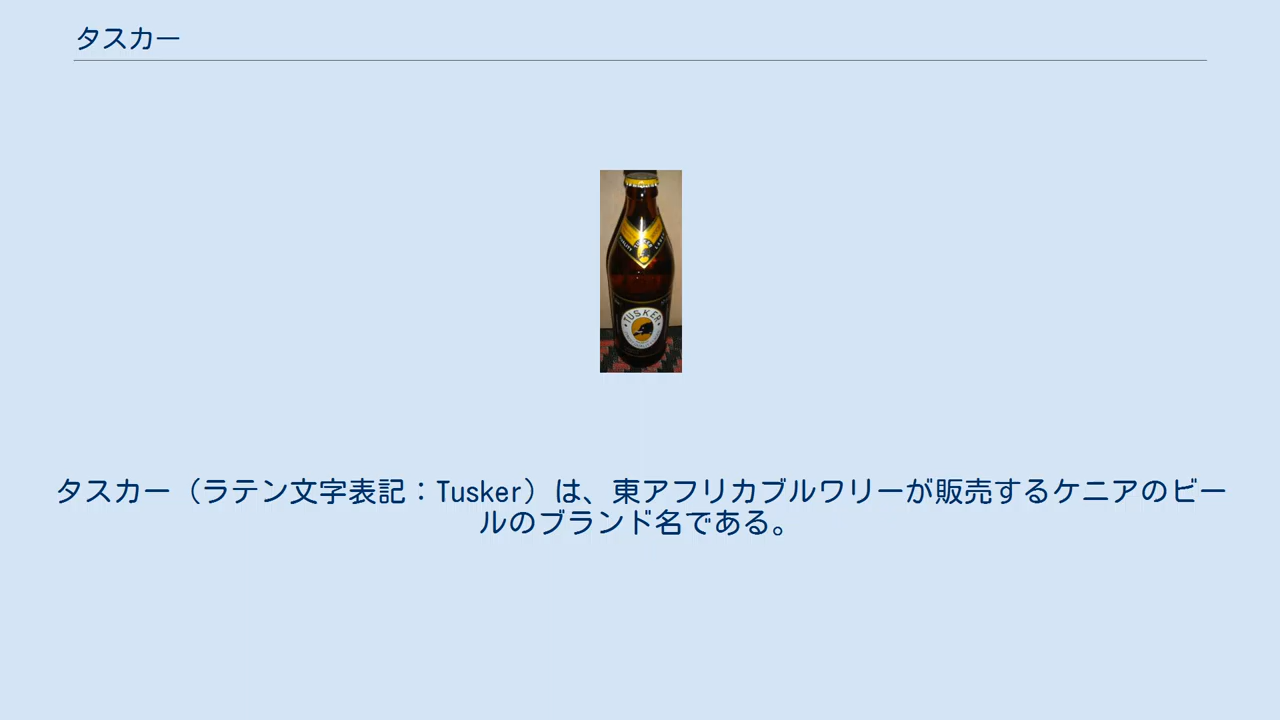 タスカー
TUSKER
タスカー（ラテン文字表記：Tusker）は、東アフリカブルワリーが販売するケニアのビー
ルのブランド名である。